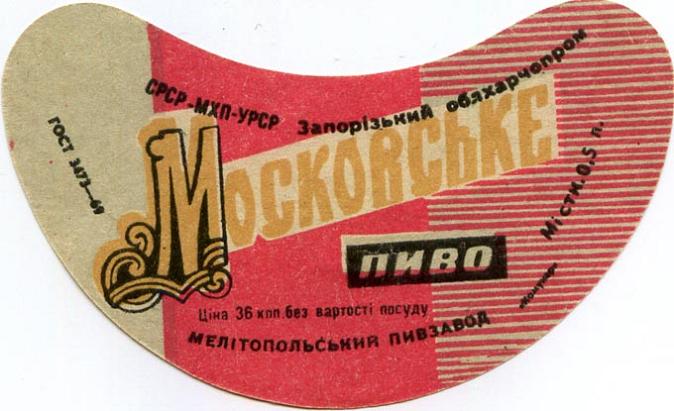 СРСР-МХП-УРСР Запорізький облхарчопром
ГОСТ 3473—69
Московське
пиво
Містк. 0,5 л.
Ціна 36 коп. без вартості посуду
Мелітопольський пивзавод